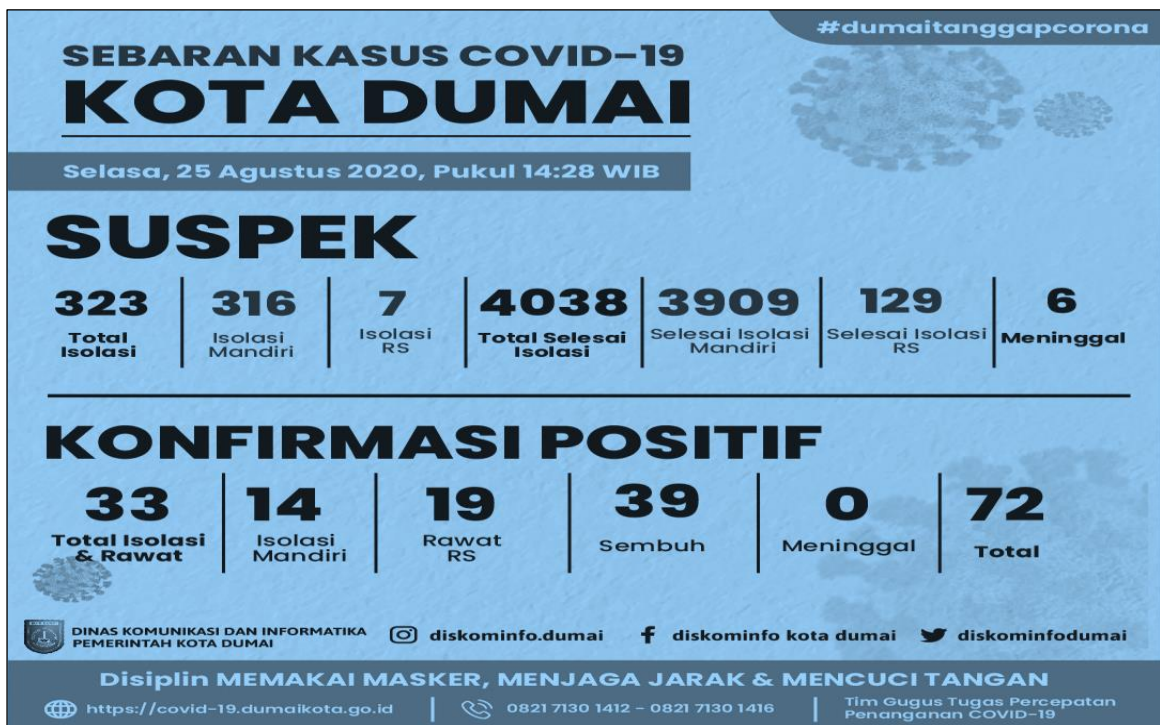 #dumaitanggapcorona
SEBARAN KASUS COVID-19
KOTA DUMAI
Selasa, 25 Agustus 2020, Pukul 14:28 WIB
SUSPEK
323
Total
Isolasi
316
Isolasi
Mandiri
7
Isolasi
RS
4038
Total Selesai
Isolasi
3909
Selesai Isolasi
Mandiri
129
Selesai Isolasi
RS
6
Meninggal
KONFIRMASI POSITIF
33
Total Isolasi
& Rawat
14
Isolasi
Mandiri
19
Rawat
RS
39
Sembuh
0
Meninggal
72
Total
DINAS KOMUNIKASI DAN INFORMATIKA
PEMERINTAH KOTA DUMAI
diskominfo.dumai
diskominfo kota dumai
diskominfodumai
Disiplin MEMAKAI MASKER, MENJAGA JARAK & MENCUCI TANGAN
https://covid-19.dumaikota.go.id
0821 7130 1412 - 0821 7130 1416
Tim Gugus Tugas Percepatan
Penanganan COVID-19